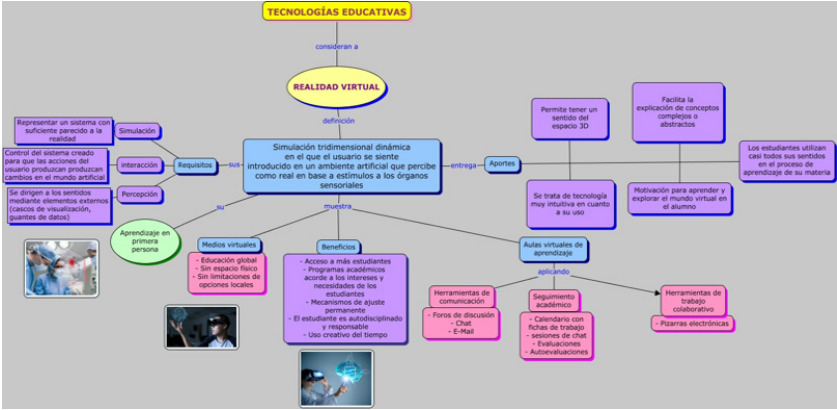 TECNOLOGÍAS EDUCATIVAS
consideran a
REALIDAD VIRTUAL
definición
Simulación tridimensional dinámica
en el que el usuario se siente
introducido en un ambiente artificial que percibe
como real en base a estímulos a los órganos
sensoriales
sus
Requisitos
Simulación
Representar un sistema con
suficiente parecido a la
realidad
interacción
Control del sistema creado
para que las acciones del
usuario produzcan produzcan
cambios en el mundo artificial
Percepción
Se dirigen a los sentidos
mediante elementos externos
(cascos de visualización,
guantes de datos)
su
Aprendizaje en
primera
persona
entrega
Aportes
Permite tener un
sentido del
espacio 3D
Se trata de tecnología
muy intuitiva en cuanto
a su uso
Facilita la
explicación de conceptos
complejos o
abstractos
Motivación para aprender y
explorar el mundo virtual en
el alumno
Los estudiantes utilizan
casi todos sus sentidos
en el proceso de
aprendizaje de su materia
muestra
Medios virtuales
- Educación global
- Sin espacio físico
- Sin limitaciones de
opciones locales
Beneficios
- Acceso a más estudiantes
- Programas académicos
acorde a los intereses y
necesidades de los
estudiantes
- Mecanismos de ajuste
permanente
- El estudiante es autodisciplinado
y responsable
- Uso creativo del tiempo
Aulas virtuales de
aprendizaje
aplicando
Herramientas de
comunicación
- Foros de discusión
- Chat
- E-Mail
Seguimiento
académico
- Calendario con
fichas de trabajo
- sesiones de chat
- Evaluaciones
- Autoevaluaciones
Herramientas de
trabajo
colaborativo
- Pizarras electrónicas